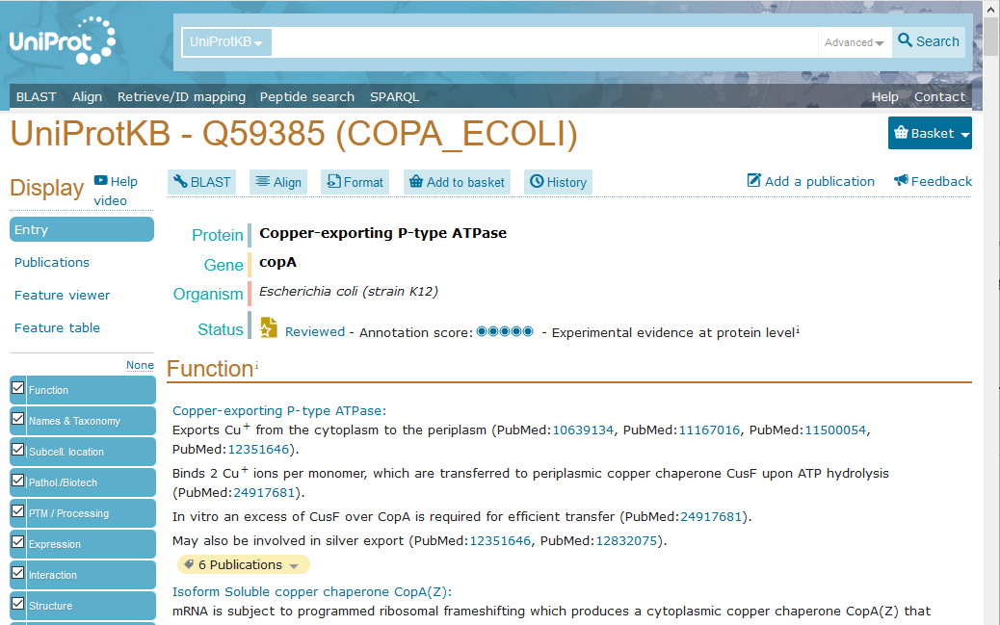 UniProt
UniProtKB
Advanced
Search
BLAST Align Retrieve/ID mapping Peptide search SPARQL
Help Contact
UniProtKB - Q59385 (COPA_ECOLI)
Basket
Display
Help
video
BLAST
Align
Format
Add to basket
History
Add a publication
Feedback
Entry
Publications
Feature viewer
Feature table
None
Function
Names & Taxonomy
Subcell. location
Pathol./Biotech
PTM / Processing
Expression
Interaction
Structure
Protein Copper-exporting P-type ATPase
Gene copA
Organism Escherichia coli (strain K12)
Status Reviewed - Annotation score: - Experimental evidence at protein levelⁱ
Functionⁱ
Copper-exporting P-type ATPase:
Exports Cu⁺ from the cytoplasm to the periplasm (PubMed:10639134, PubMed:11167016, PubMed:11500054,
PubMed:12351646).
Binds 2 Cu⁺ ions per monomer, which are transferred to periplasmic copper chaperone CusF upon ATP hydrolysis
(PubMed:24917681).
In vitro an excess of CusF over CopA is required for efficient transfer (PubMed:24917681).
May also be involved in silver export (PubMed:12351646, PubMed:12832075).
6 Publications
Isoform Soluble copper chaperone CopA(Z):
mRNA is subject to programmed ribosomal frameshifting which produces a cytoplasmic copper chaperone CopA(Z) that